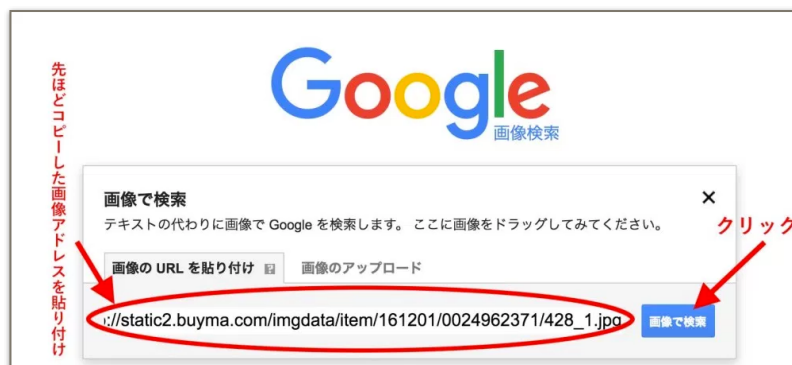 先ほどコピーした画像アドレスを貼り付け
Google
画像検索
画像で検索
×
テキストの代わりに画像で Google を検索します。 ここに画像をドラッグしてみてください。
クリック
画像の URL を貼り付け ?
画像のアップロード
://static2.buyma.com/imgdata/item/161201/0024962371/428_1.jpg
画像で検索